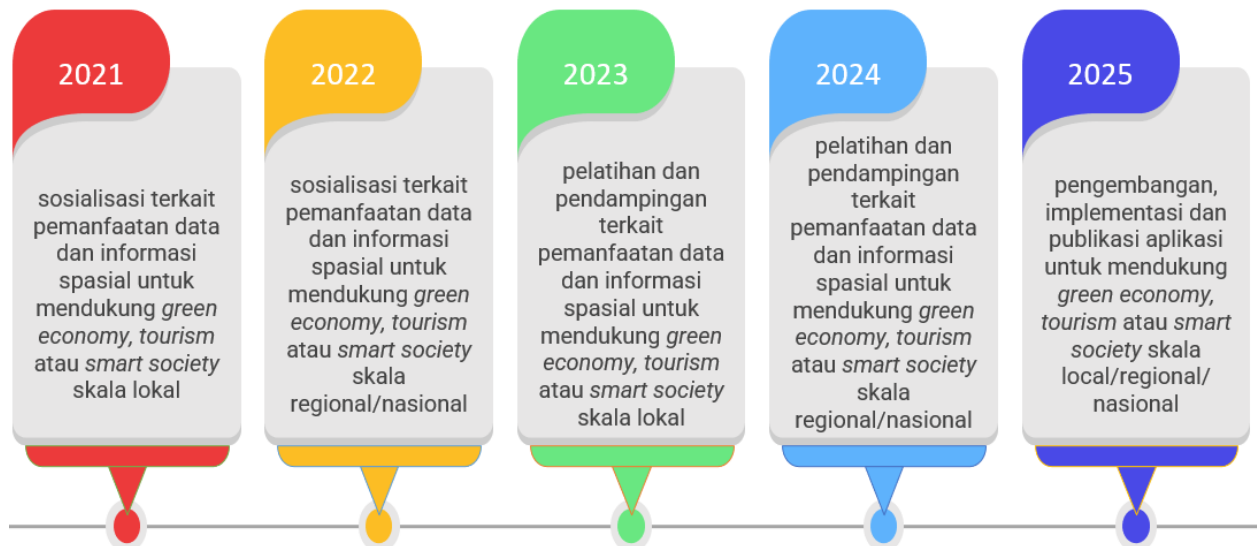 2021
sosialisasi terkait
pemanfaatan data
dan informasi
spasial untuk
mendukung green
economy, tourism
atau smart society
skala lokal
2022
sosialisasi terkait
pemanfaatan data
dan informasi
spasial untuk
mendukung green
economy, tourism
atau smart society
skala
regional/nasional
2023
pelatihan dan
pendampingan
terkait
pemanfaatan data
dan informasi
spasial untuk
mendukung green
economy, tourism
atau smart society
skala lokal
2024
pelatihan dan
pendampingan
terkait
pemanfaatan data
dan informasi
spasial untuk
mendukung green
economy, tourism
atau smart society
skala
regional/nasional
2025
pengembangan,
implementasi dan
publikasi aplikasi
untuk mendukung
green economy,
tourism atau smart
society skala
local/regional/
nasional